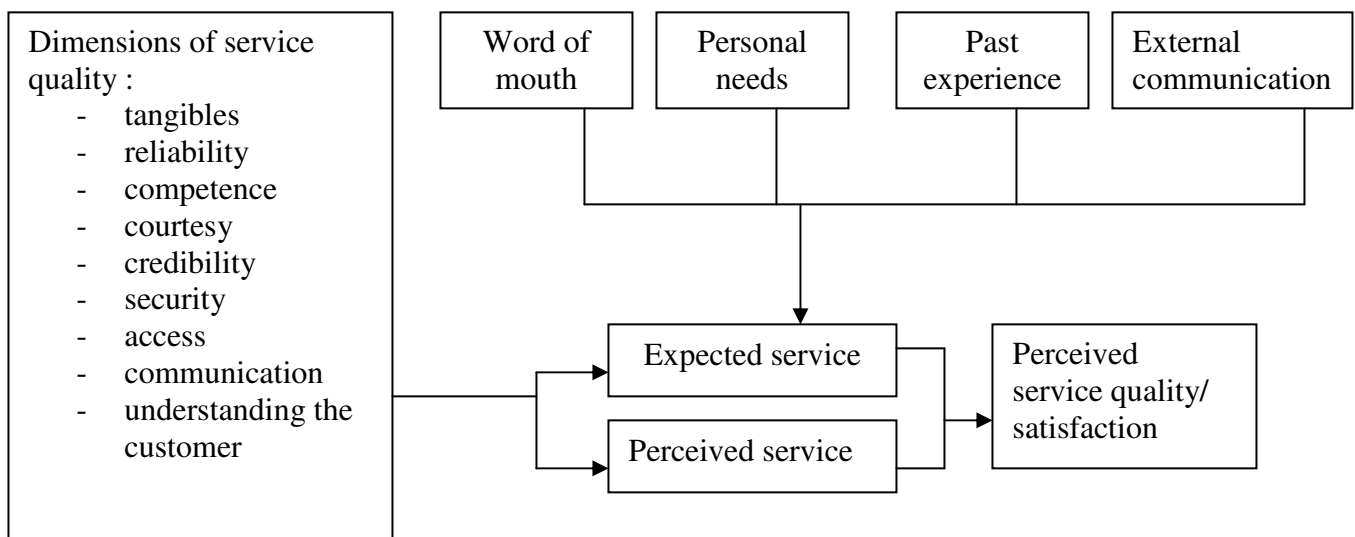 Dimensions of service
quality :
- tangibles
- reliability
- competence
- courtesy
- credibility
- security
- access
- communication
- understanding the
customer
Word of
mouth
Personal
needs
Past
experience
External
communication
Expected service
Perceived service
Perceived
service quality/
satisfaction